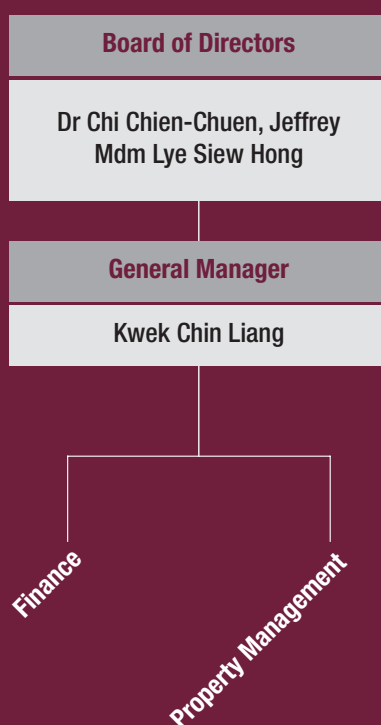 Board of Directors
Dr Chi Chien-Chuen, Jeffrey
Mdm Lye Siew Hong
General Manager
Kwek Chin Liang
Finance
Property Management